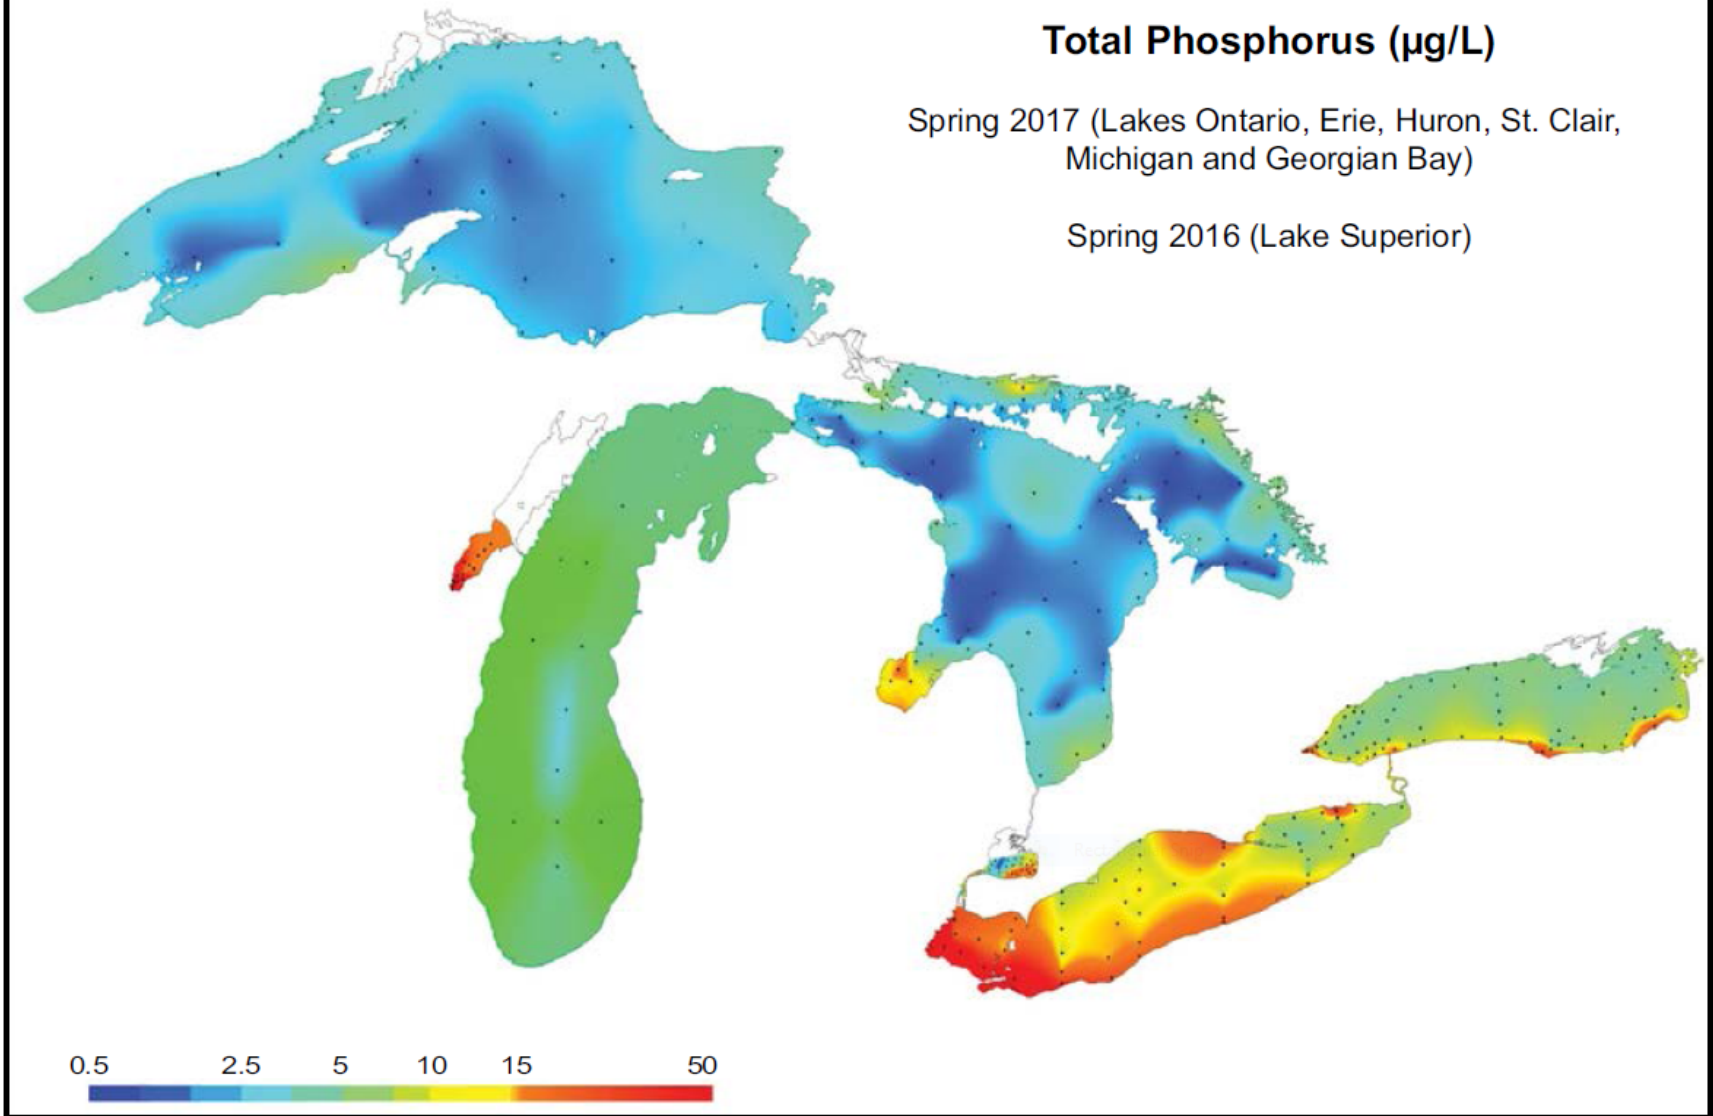 Total Phosphorus (µg/L)
Spring 2017 (Lakes Ontario, Erie, Huron, St. Clair,
Michigan and Georgian Bay)
Spring 2016 (Lake Superior)
0.5 2.5 5 10 15 50